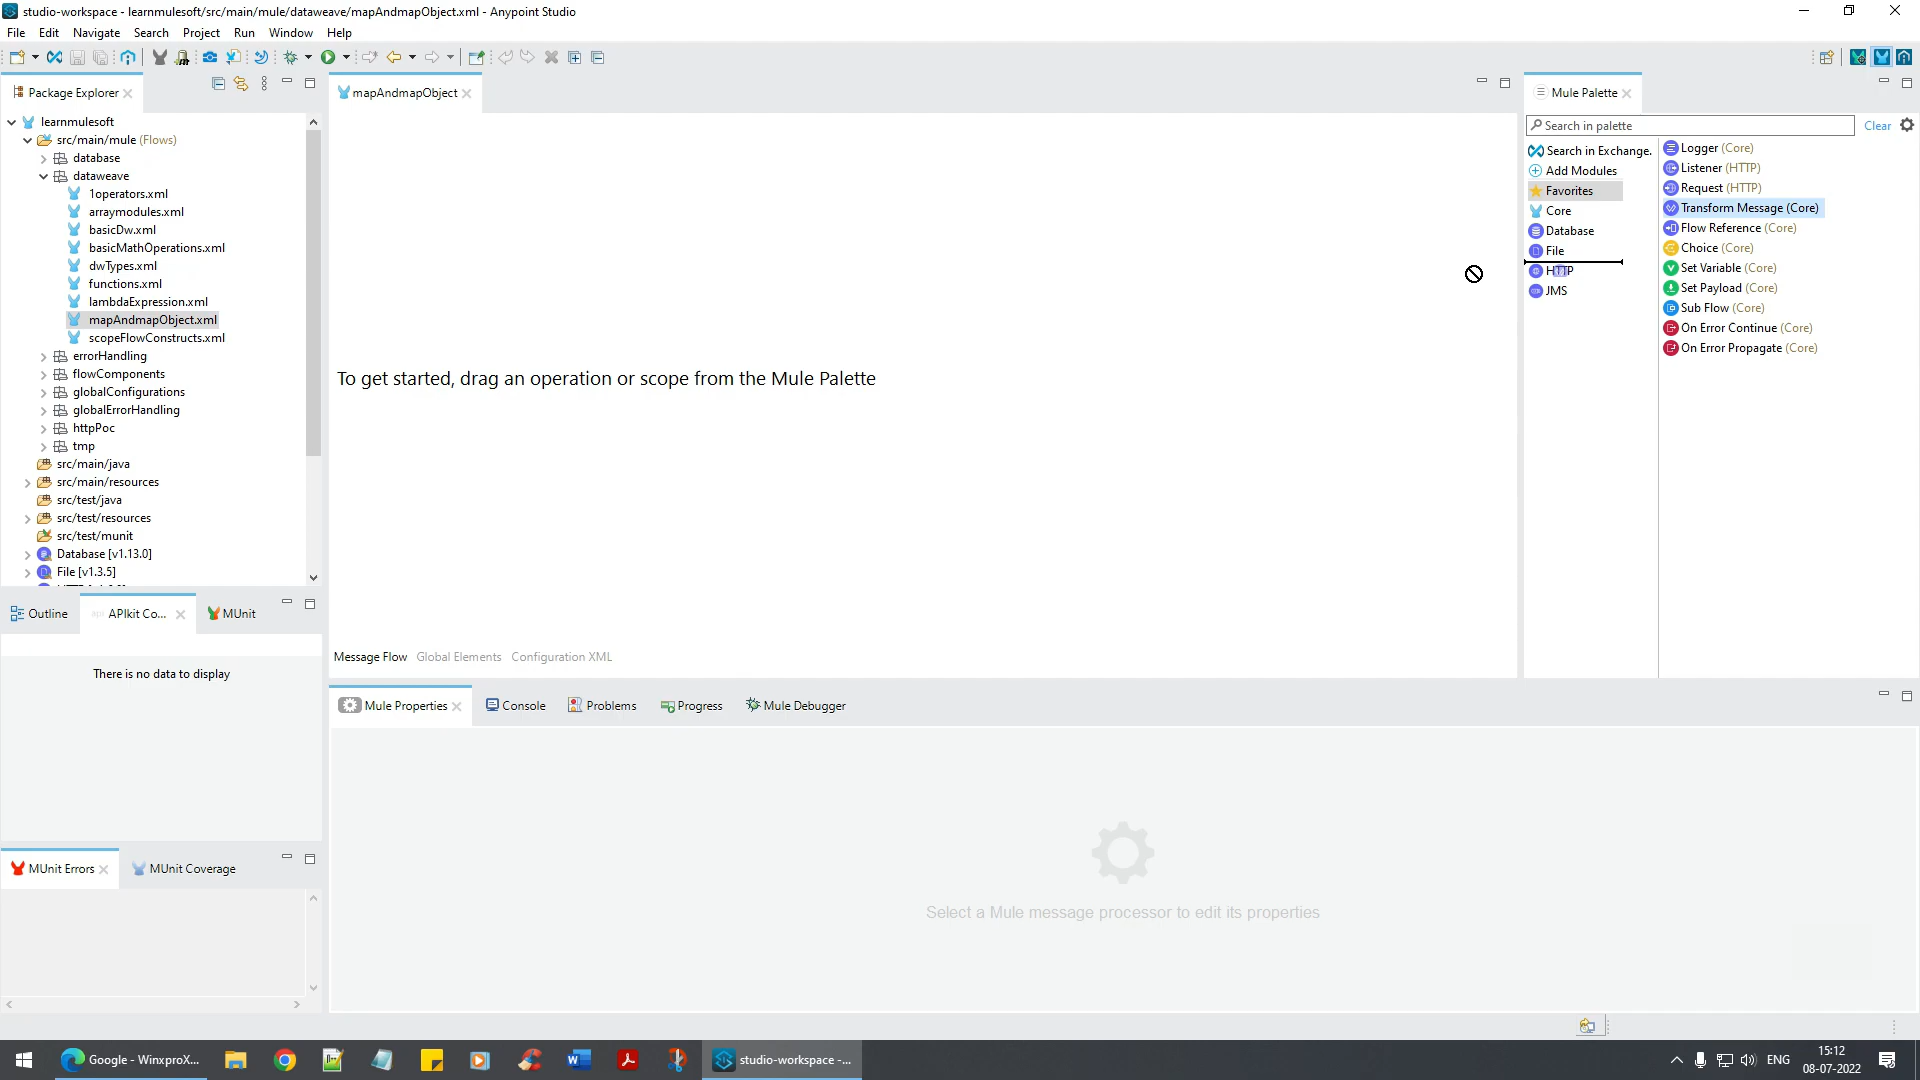 studio-workspace - learnmulesoft/src/main/mule/dataweave/mapAndmapObject.xml - Anypoint Studio
File Edit Navigate Search Project Run Window Help
Package Explorer
mapAndmapObject
Mule Palette
learnmulesoft
src/main/mule (Flows)
database
dataweave
1operators.xml
arraymodules.xml
basicDw.xml
basicMathOperations.xml
dwTypes.xml
functions.xml
lambdaExpression.xml
mapAndmapObject.xml
scopeFlowConstructs.xml
errorHandling
flowComponents
globalConfigurations
globalErrorHandling
httpPoc
tmp
src/main/java
src/main/resources
src/test/java
src/test/resources
src/test/munit
Database [v1.13.0]
File [v1.3.5]
To get started, drag an operation or scope from the Mule Palette
Message Flow Global Elements Configuration XML
Search in palette
Clear
Search in Exchange.
Add Modules
Favorites
Core
Database
File
HTTP
JMS
Logger (Core)
Listener (HTTP)
Request (HTTP)
Transform Message (Core)
Flow Reference (Core)
Choice (Core)
Set Variable (Core)
Set Payload (Core)
Sub Flow (Core)
On Error Continue (Core)
On Error Propagate (Core)
Outline APIkit Co... MUnit
There is no data to display
MUnit Errors MUnit Coverage
Mule Properties Console Problems Progress Mule Debugger
Select a Mule message processor to edit its properties
Google - WinxproX...
studio-workspace -...
ENG
15:12
08-07-2022